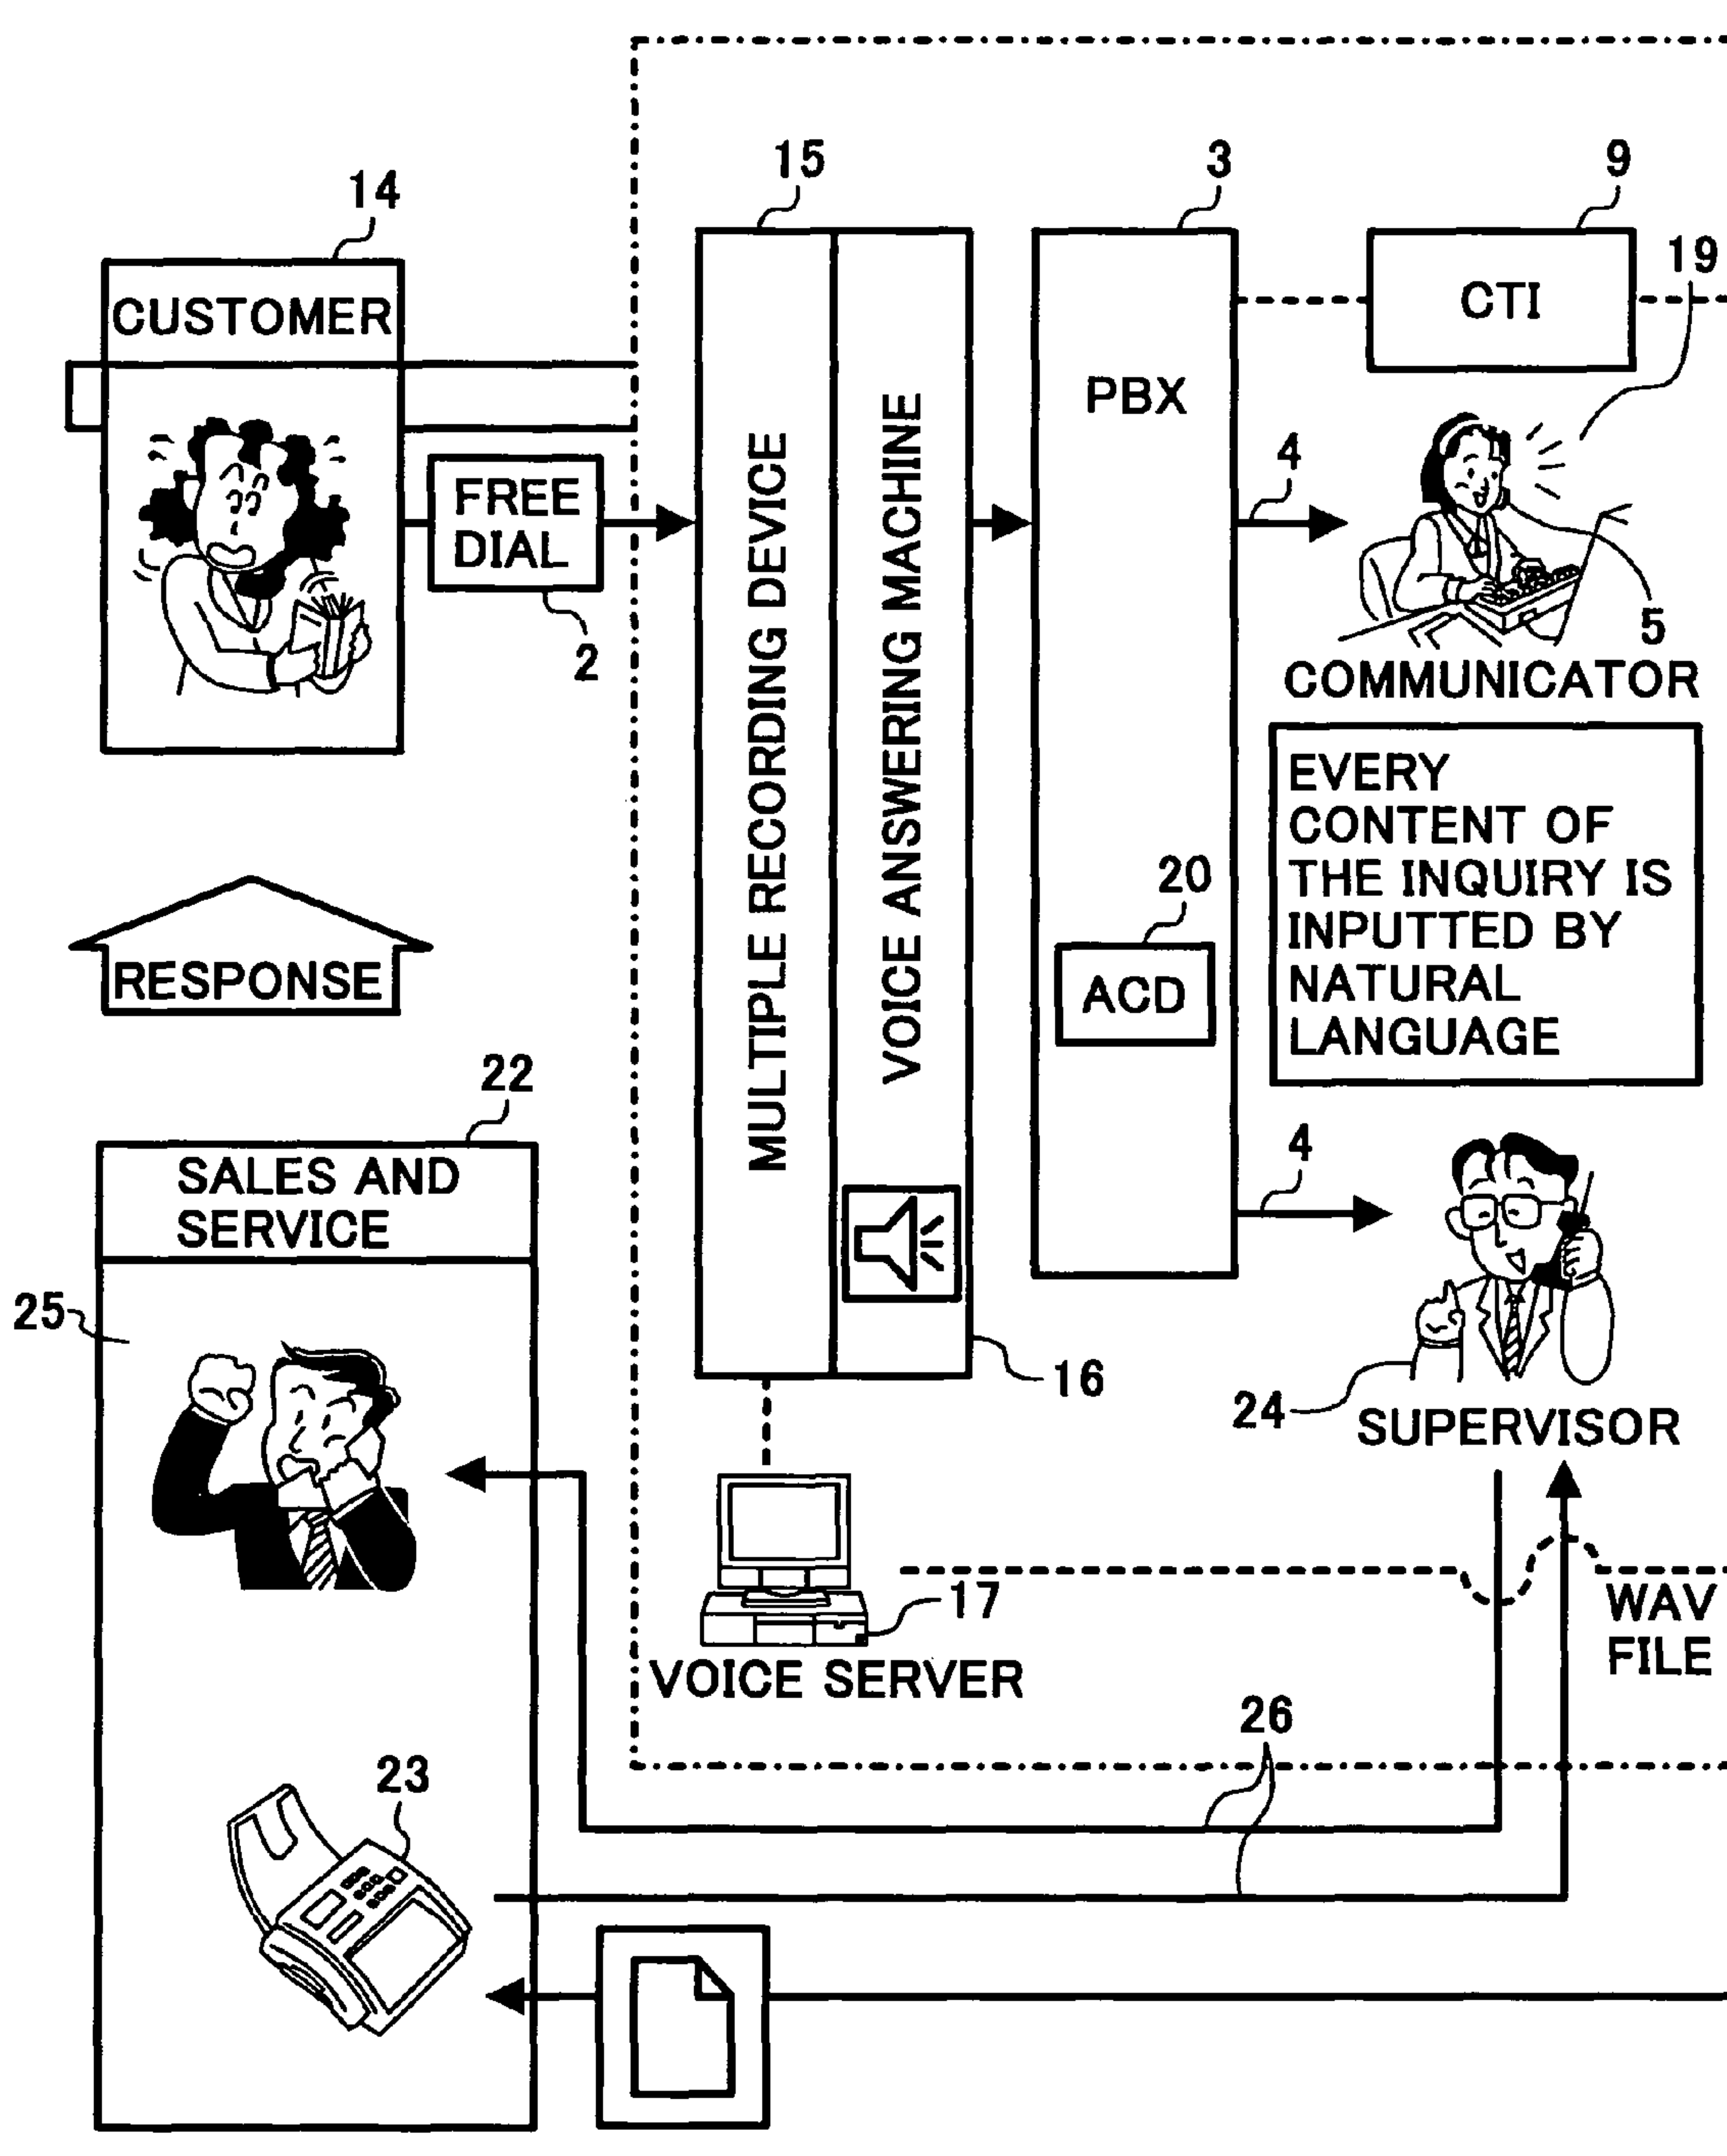 15
3
9
14
19
CUSTOMER
CTI
PBX
4
FREE
DIAL
2
5
COMMUNICATOR
MULTIPLE RECORDING DEVICE
VOICE ANSWERING MACHINE
EVERY
CONTENT OF
THE INQUIRY IS
INPUTTED BY
NATURAL
LANGUAGE
20
ACD
RESPONSE
22
SALES AND
SERVICE
4
25
16
24
SUPERVISOR
17
VOICE SERVER
WAV
FILE
26
23